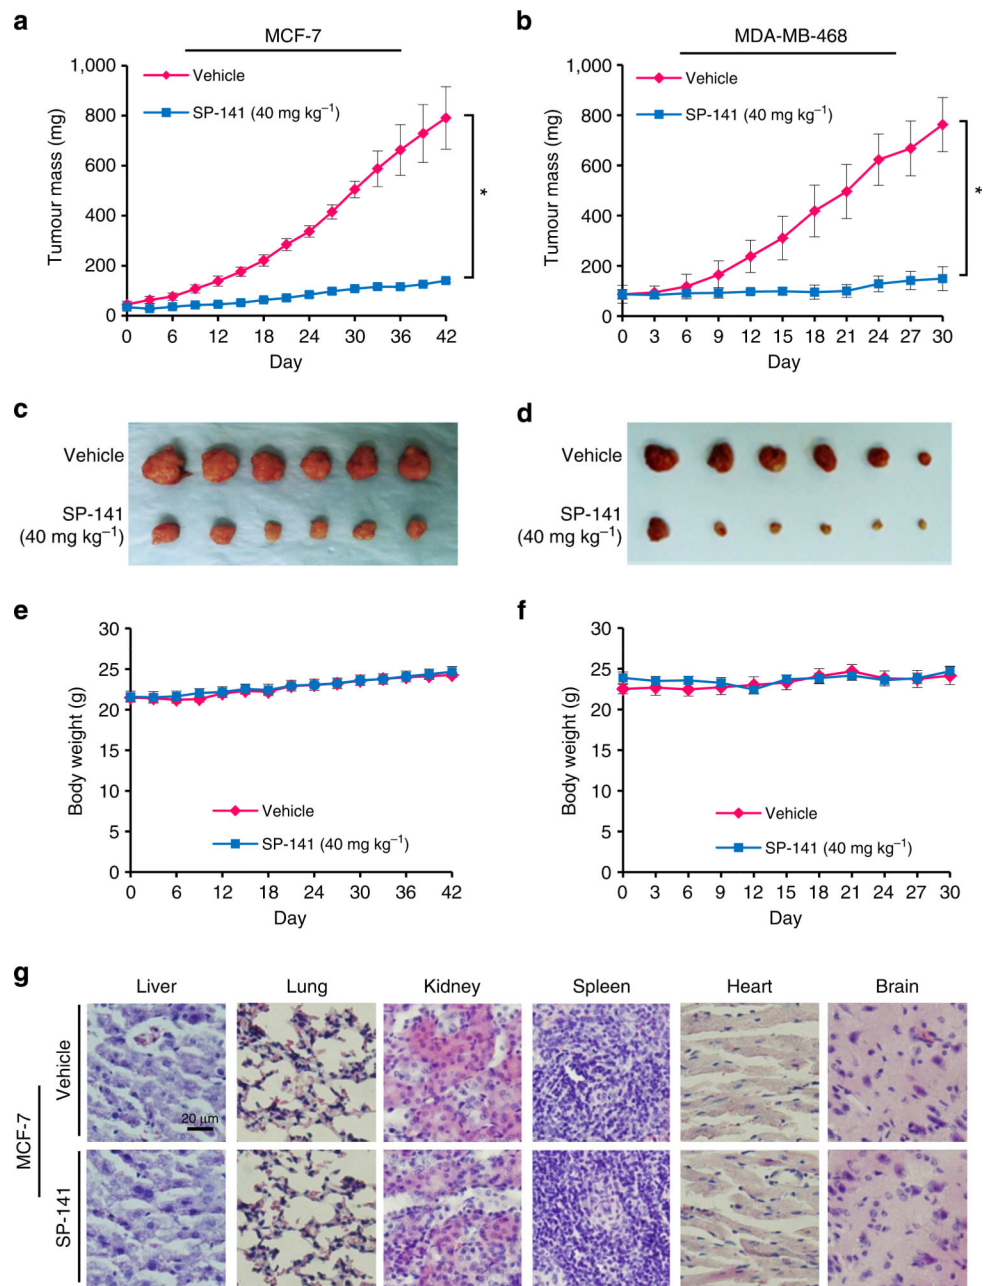 a
MCF-7
1,000
800
600
400
200
0
Tumour mass (mg)
Vehicle
SP-141 (40 mg kg⁻¹)
*
0 6 12 18 24 30 36 42
Day
b
MDA-MB-468
1,000
800
600
400
200
0
Tumour mass (mg)
Vehicle
SP-141 (40 mg kg⁻¹)
*
0 3 6 9 12 15 18 21 24 27 30
Day
c
Vehicle
SP-141
(40 mg kg⁻¹)
d
Vehicle
SP-141
(40 mg kg⁻¹)
e
30
25
20
15
10
5
0
Body weight (g)
Vehicle
SP-141 (40 mg kg⁻¹)
0 6 12 18 24 30 36 42
Day
f
30
25
20
15
10
5
0
Body weight (g)
Vehicle
SP-141 (40 mg kg⁻¹)
0 3 6 9 12 15 18 21 24 27 30
Day
g
Liver Lung Kidney Spleen Heart Brain
MCF-7
Vehicle
20 μm
SP-141